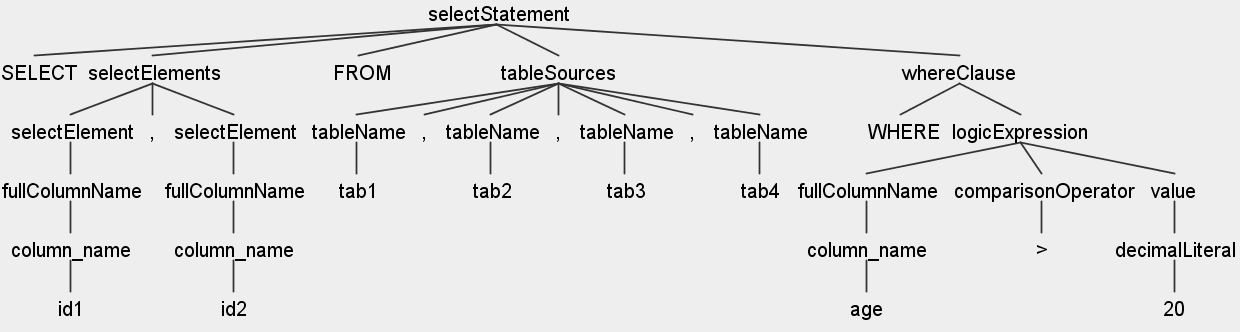 selectStatement
SELECT selectElements FROM tableSources whereClause
selectElement , selectElement tableName , tableName , tableName , tableName WHERE logicExpression
fullColumnName fullColumnName tab1 tab2 tab3 tab4 fullColumnName comparisonOperator value
column_name column_name column_name > decimalLiteral
id1 id2 age 20